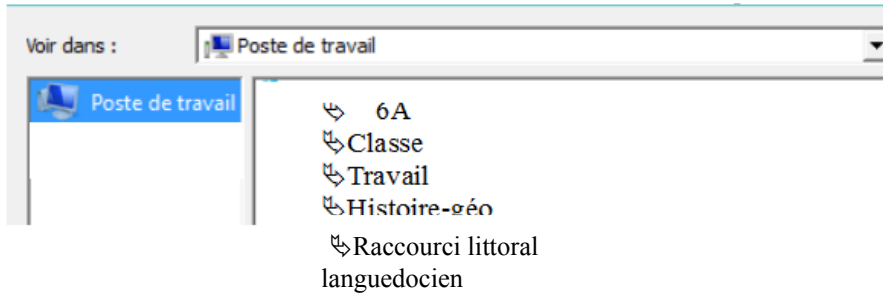 Voir dans : Poste de travail
Poste de travail
⮱ 6A
⮱Classe
⮱Travail
⮱Histoire-géo
⮱Raccourci littoral
languedocien